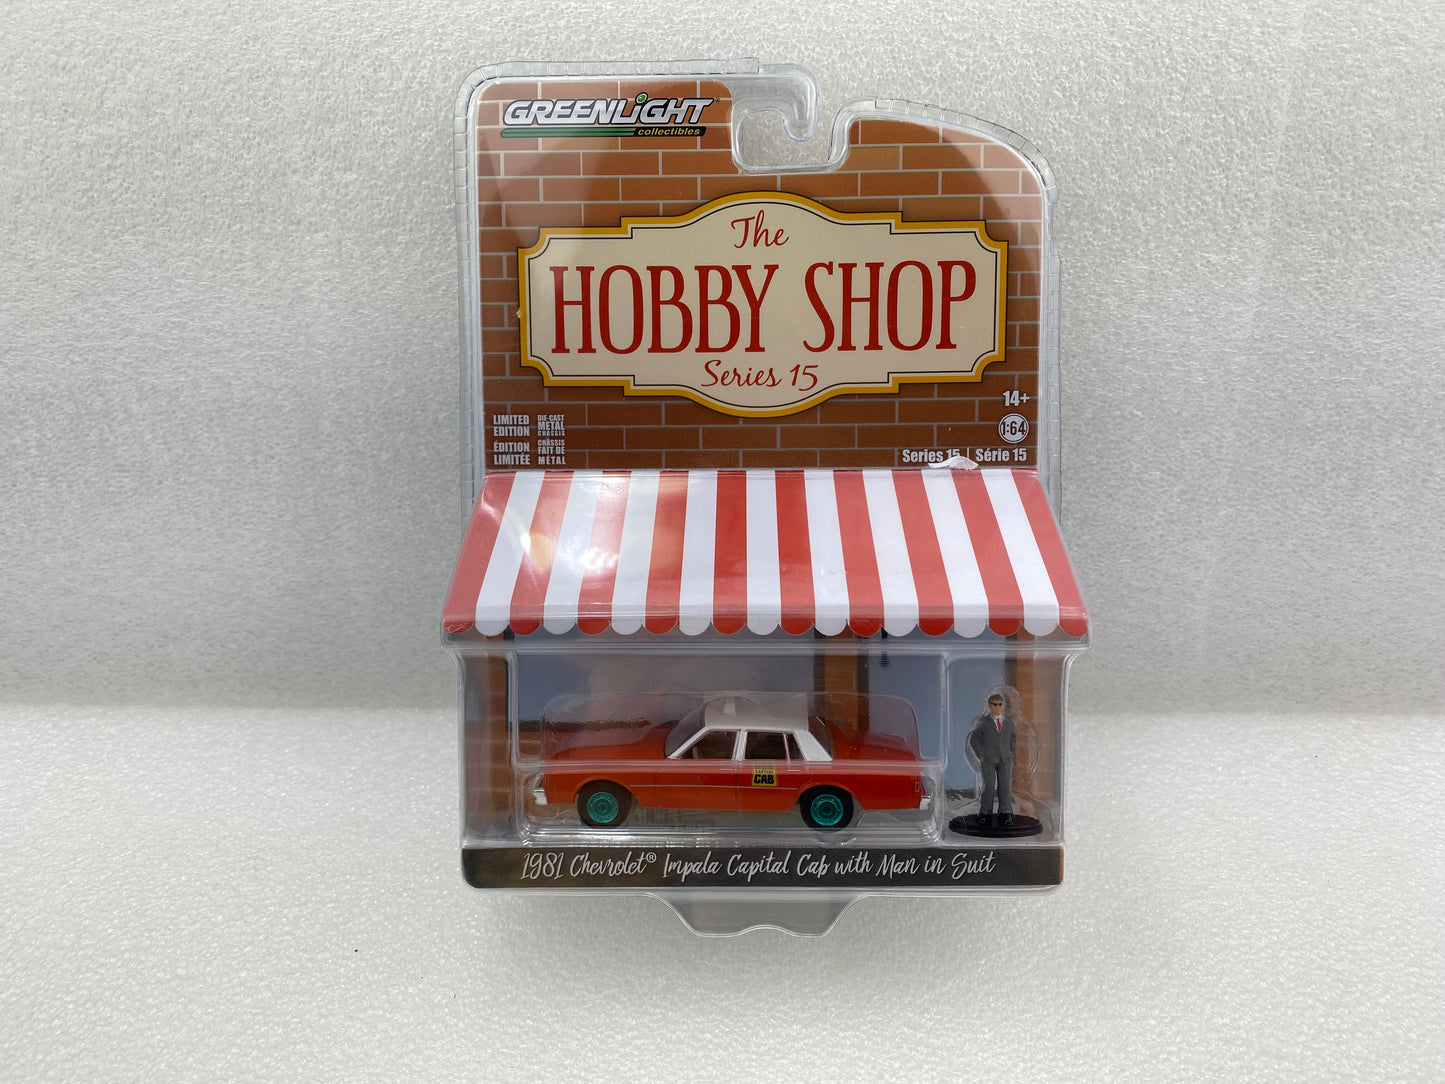 GREENLiGHT
collectibles
The
HOBBY SHOP
Series 15
14+
1:64
LIMITED
EDITION
ÉDITION
LIMITÉE
DIE-CAST
METAL
CHASSIS
CHÂSSIS
FAIT DE
MÉTAL
Series 15 | Série 15
CAPITOL
CAB
1981 Chevrolet® Impala Capital Cab with Man in Suit